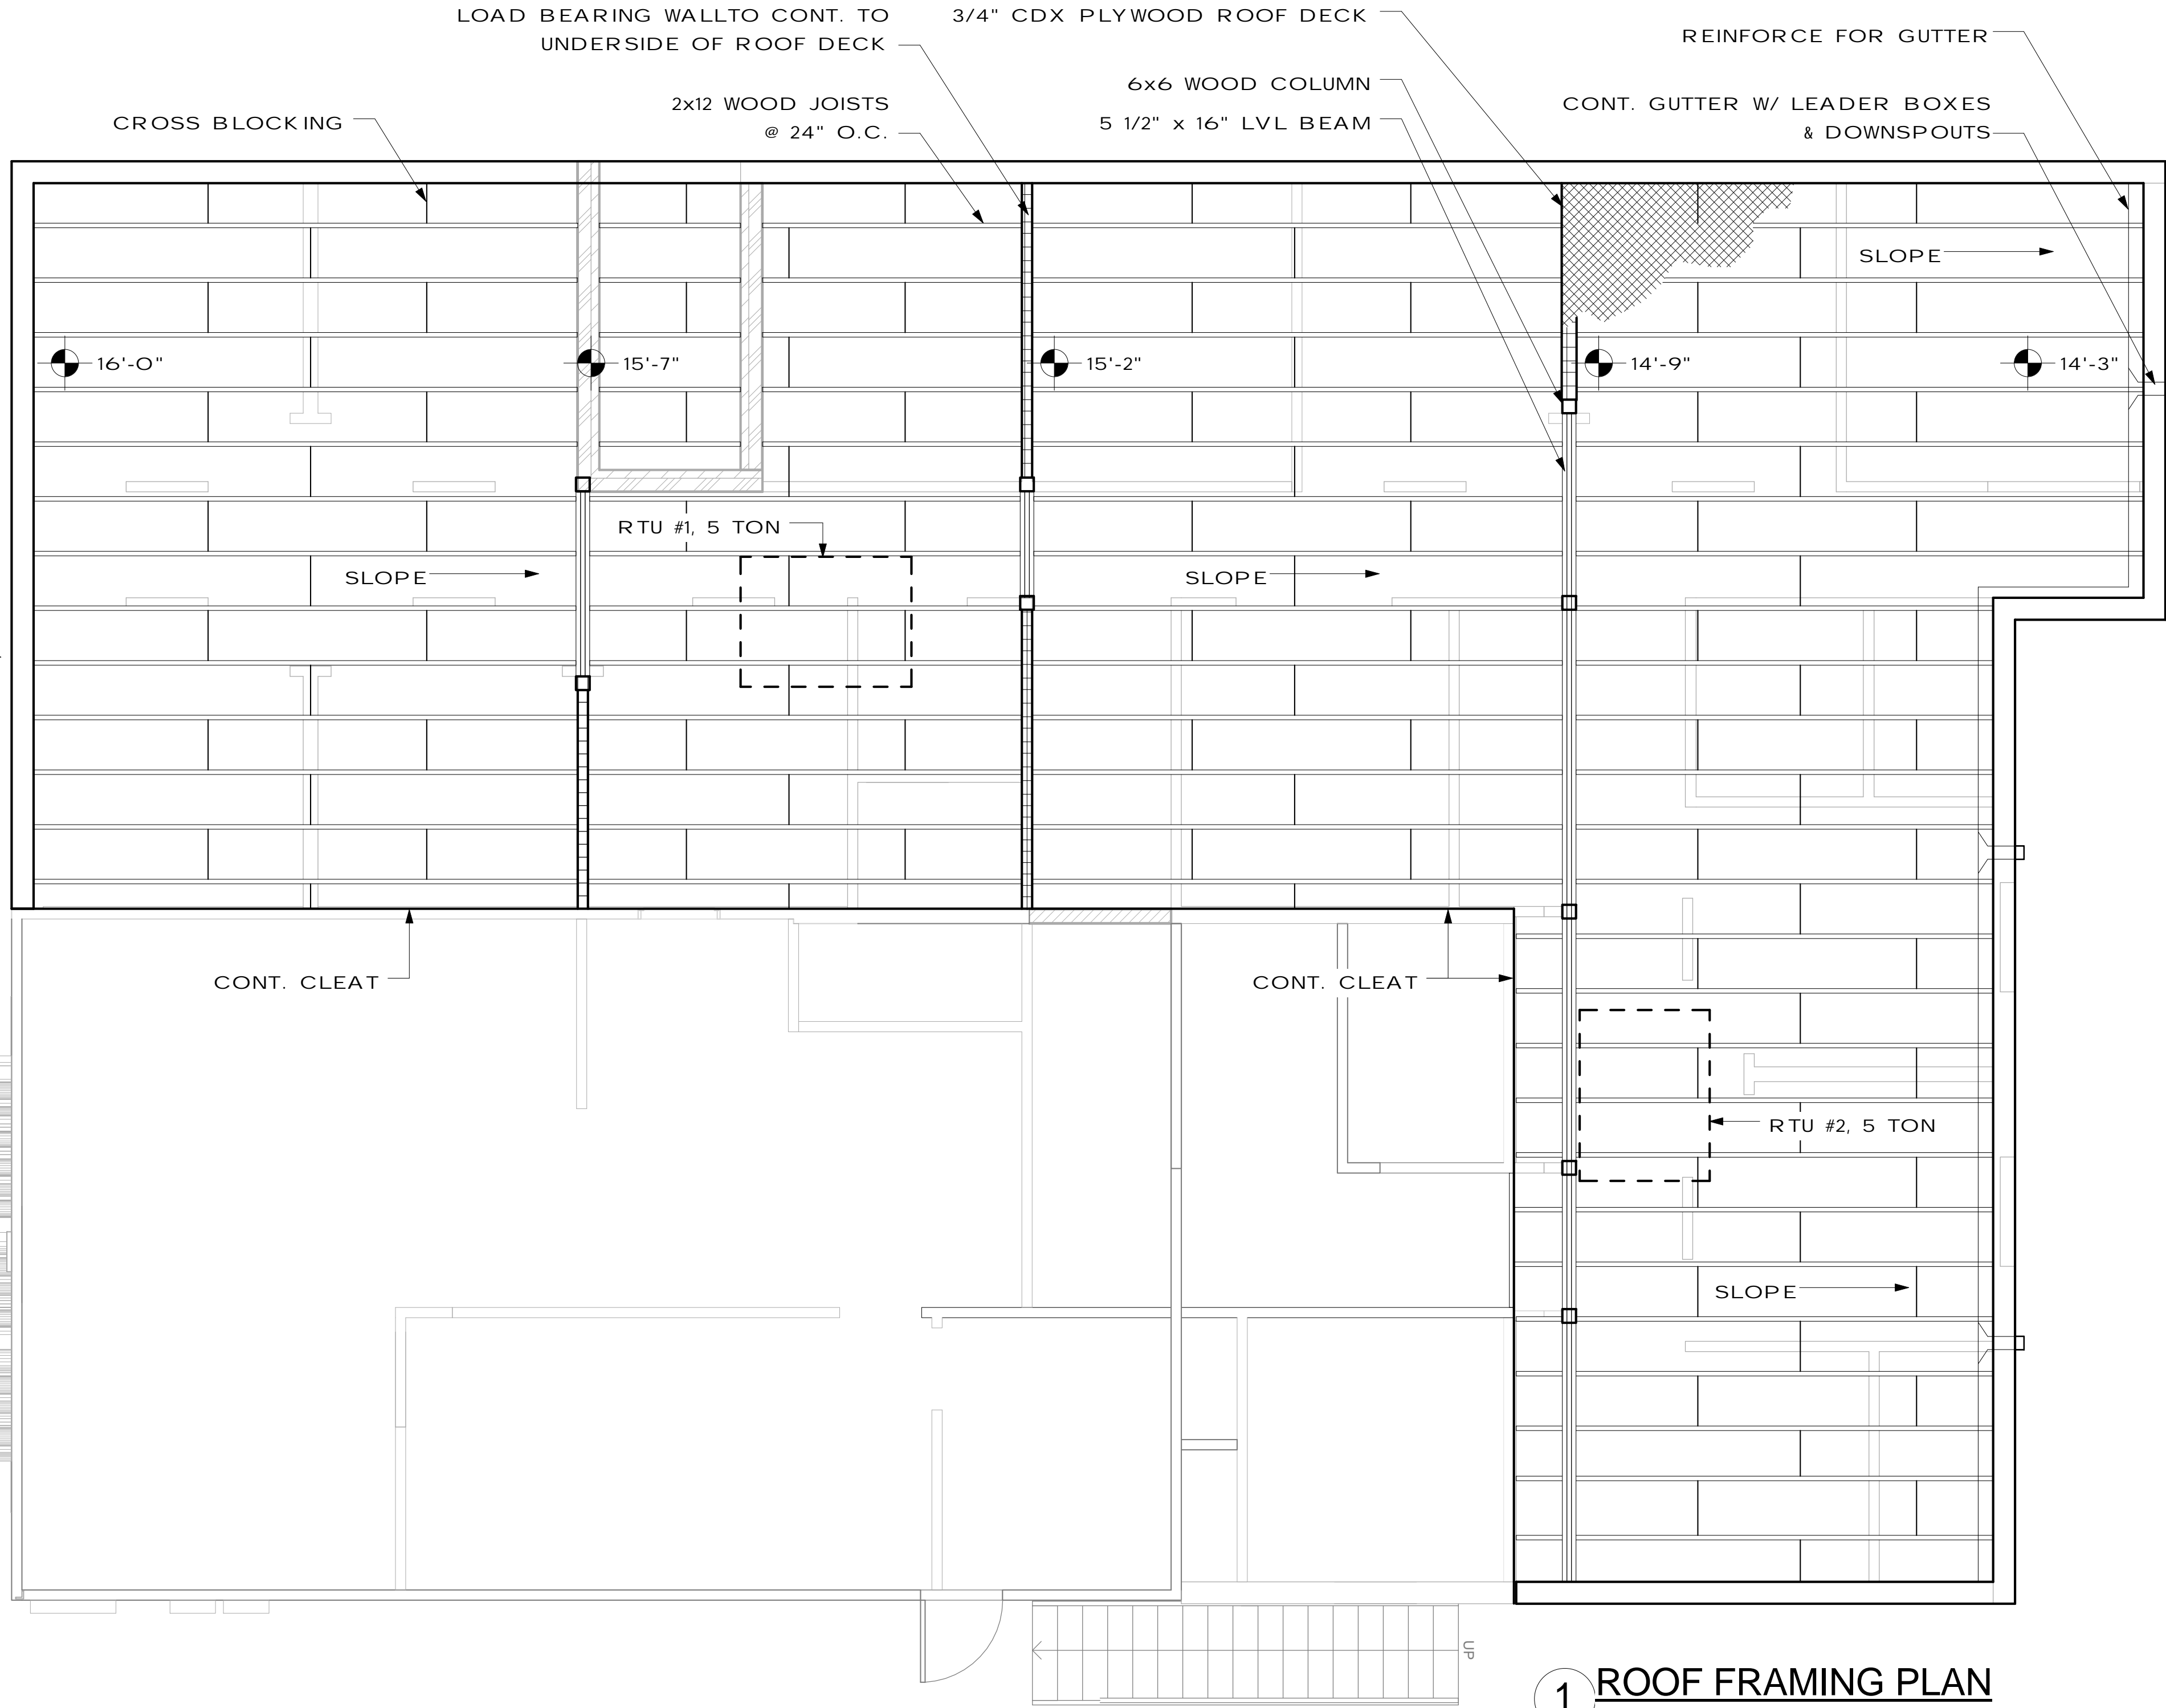 LOAD BEARING WALLTO CONT. TO
UNDERSIDE OF ROOF DECK
3/4" CDX PLYWOOD ROOF DECK
REINFORCE FOR GUTTER
6x6 WOOD COLUMN
2x12 WOOD JOISTS
@ 24" O.C.
5 1/2" x 16" LVL BEAM
CONT. GUTTER W/ LEADER BOXES
& DOWNSPOUTS
CROSS BLOCKING
SLOPE
16'-0"
15'-7"
15'-2"
14'-9"
14'-3"
RTU #1, 5 TON
SLOPE
SLOPE
CONT. CLEAT
CONT. CLEAT
RTU #2, 5 TON
SLOPE
UP
1
ROOF FRAMING PLAN